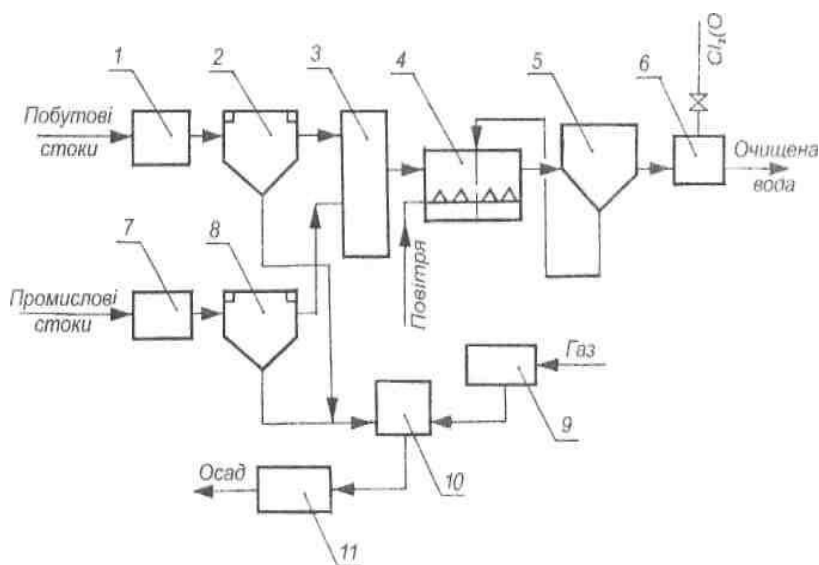 1
2
3
4
5
6
Cl₂(O
Побутові
стоки
Очищена
вода
7
8
Повітря
Промислові
стоки
Газ
9
10
Осад
11